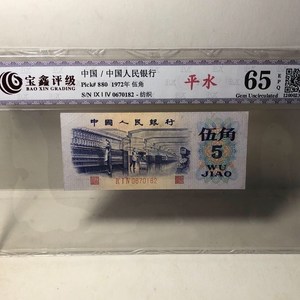 宝鑫评级
BAO XIN GRADING
中国 / 中国人民银行
Pick# 880 1972年 伍角
S/N IX I IV 0670182 - 纺织
平水
65
EPQ
Gem Uncirculated
中国人民银行
伍角
5
WU
JIAO
0670182